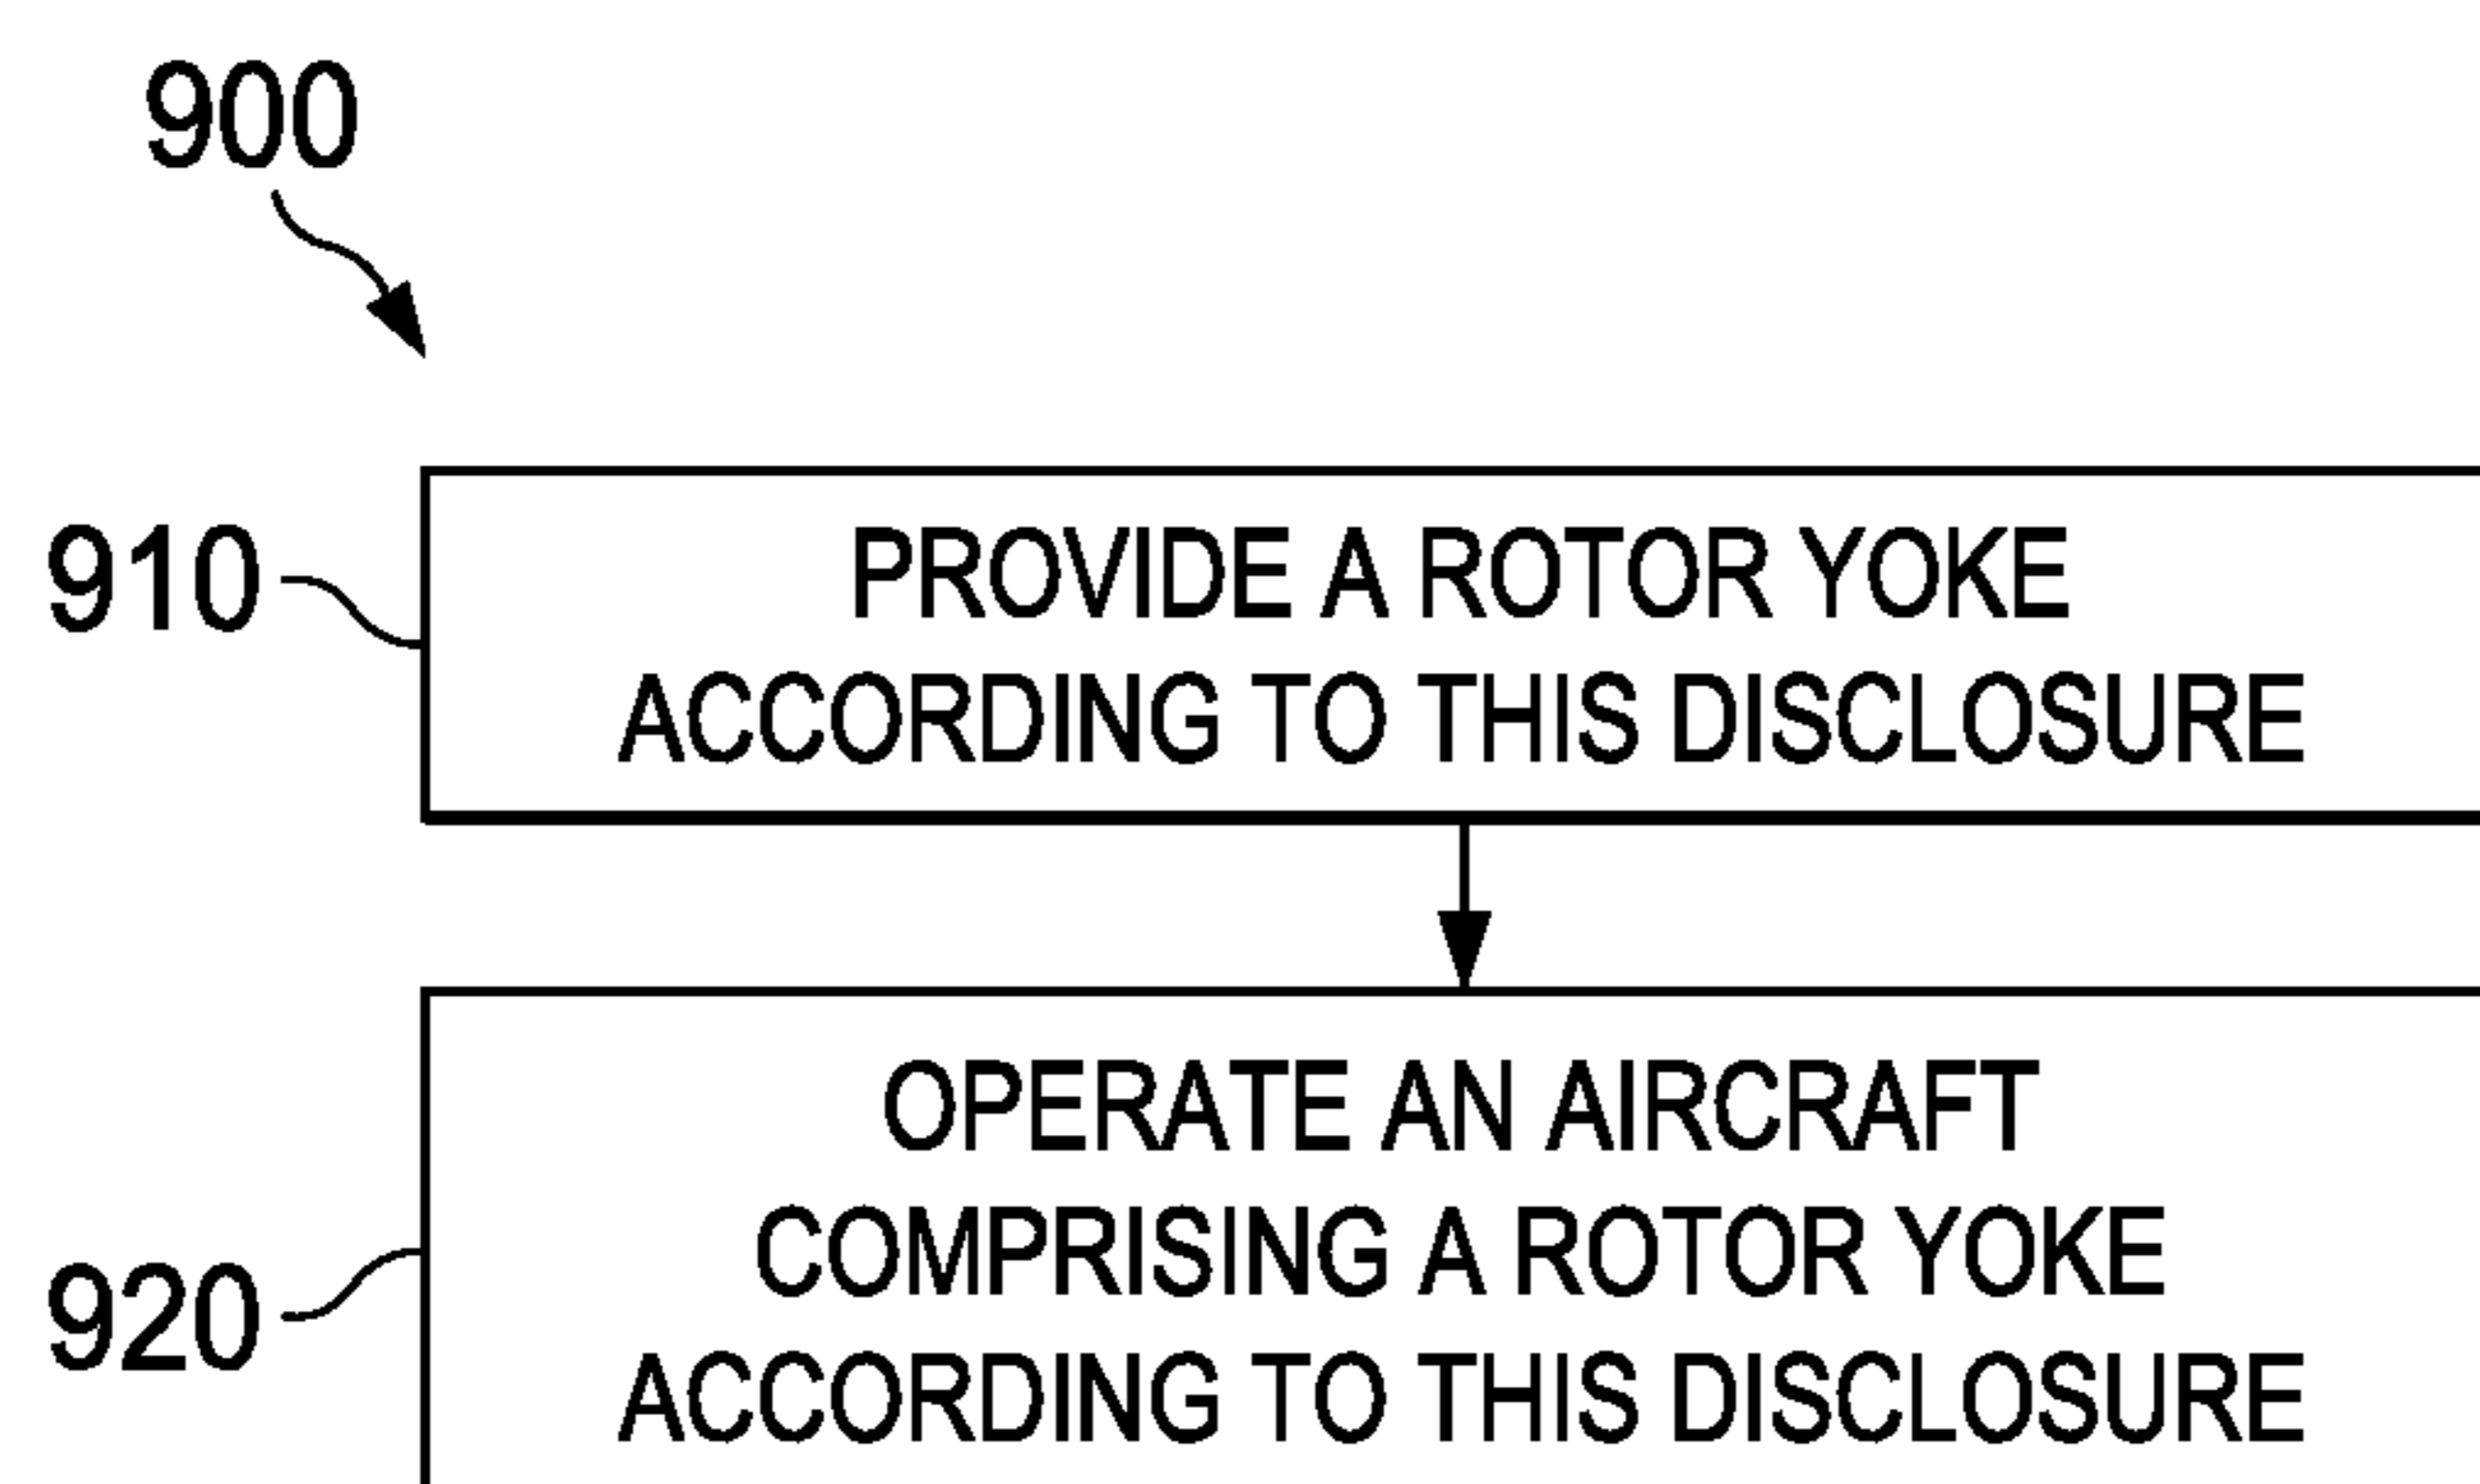 900
910
PROVIDE A ROTOR YOKE
ACCORDING TO THIS DISCLOSURE
920
OPERATE AN AIRCRAFT
COMPRISING A ROTOR YOKE
ACCORDING TO THIS DISCLOSURE